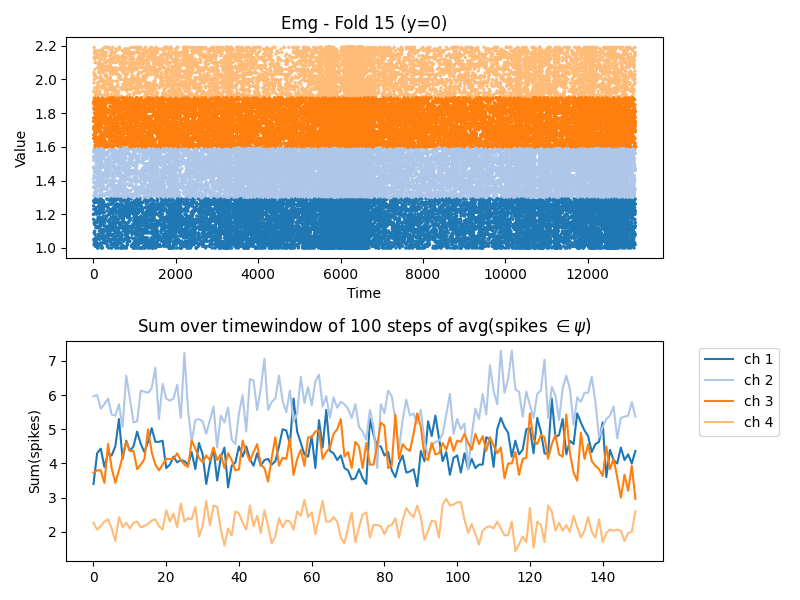 Emg - Fold 15 (y=0)
Value
2.2
2.0
1.8
1.6
1.4
1.2
1.0
0 2000 4000 6000 8000 10000 12000
Time
Sum over timewindow of 100 steps of avg(spikes ∈ ψ)
Sum(spikes)
7
6
5
4
3
2
0 20 40 60 80 100 120 140
ch 1
ch 2
ch 3
ch 4